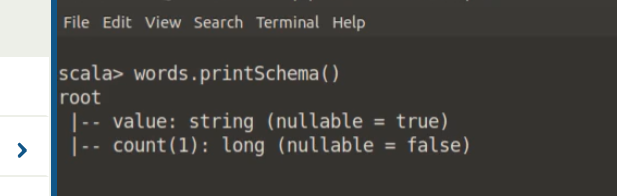 File Edit View Search Terminal Help
scala> words.printSchema()
root
 |-- value: string (nullable = true)
 |-- count(1): long (nullable = false)